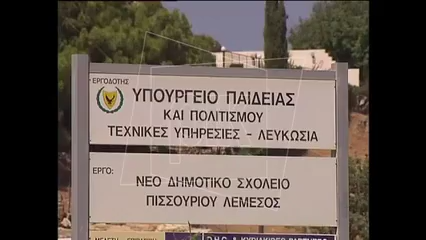 ΕΡΓΟΔΟΤΗΣ
ΥΠΟΥΡΓΕΙΟ ΠΑΙΔΕΙΑΣ
ΚΑΙ ΠΟΛΙΤΙΣΜΟΥ
ΤΕΧΝΙΚΕΣ ΥΠΗΡΕΣΙΕΣ - ΛΕΥΚΩΣΙΑ
ΕΡΓΟ:
ΝΕΟ ΔΗΜΟΤΙΚΟ ΣΧΟΛΕΙΟ
ΠΙΣΣΟΥΡΙΟΥ ΛΕΜΕΣΟΣ